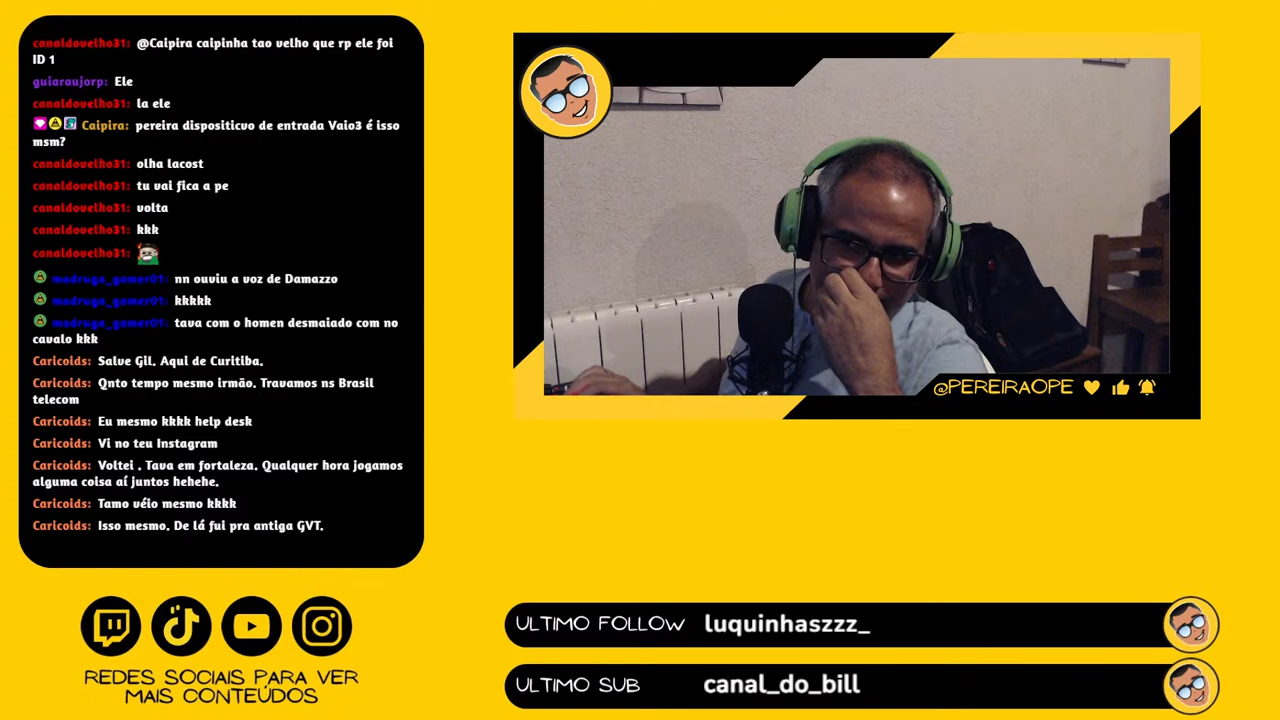 canaldovelho31: @Caipira caipinha tao velho que rp ele foi
ID 1
guiaraujorp: Ele
canaldovelho31: la ele
Caipira: pereira dispositicvo de entrada Vaio3 é isso
msm?
canaldovelho31: olha lacost
canaldovelho31: tu vai fica a pe
canaldovelho31: volta
canaldovelho31: kkk
canaldovelho31:
madruga_gamer01: nn ouviu a voz de Damazzo
madruga_gamer01: kkkkk
madruga_gamer01: tava com o homen desmaiado com no
cavalo kkk
Caricoids: Salve Gil. Aqui de Curitiba.
Caricoids: Qnto tempo mesmo irmão. Travamos ns Brasil
telecom
Caricoids: Eu mesmo kkkk help desk
Caricoids: Vi no teu Instagram
Caricoids: Voltei . Tava em fortaleza. Qualquer hora jogamos
alguma coisa aí juntos hehehe.
Caricoids: Tamo véio mesmo kkkk
Caricoids: Isso mesmo. De lá fui pra antiga GVT.
REDES SOCIAIS PARA VER
MAIS CONTEÚDOS
@PEREIRAOPE
ULTIMO FOLLOW luquinhaszzz_
ULTIMO SUB canal_do_bill